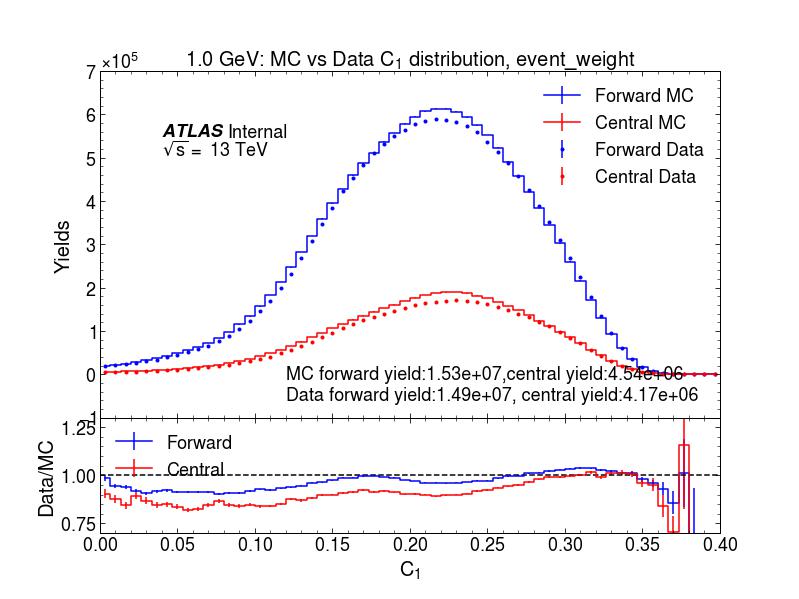 1.0 GeV: MC vs Data C₁ distribution, event_weight
×10⁵
7
6
5
4
3
2
1
0
−1
Yields
ATLAS Internal
√s = 13 TeV
Forward MC
Central MC
Forward Data
Central Data
MC forward yield:1.53e+07,central yield:4.54e+06
Data forward yield:1.49e+07, central yield:4.17e+06
1.25
1.00
0.75
Data/MC
Forward
Central
0.00 0.05 0.10 0.15 0.20 0.25 0.30 0.35 0.40
C₁